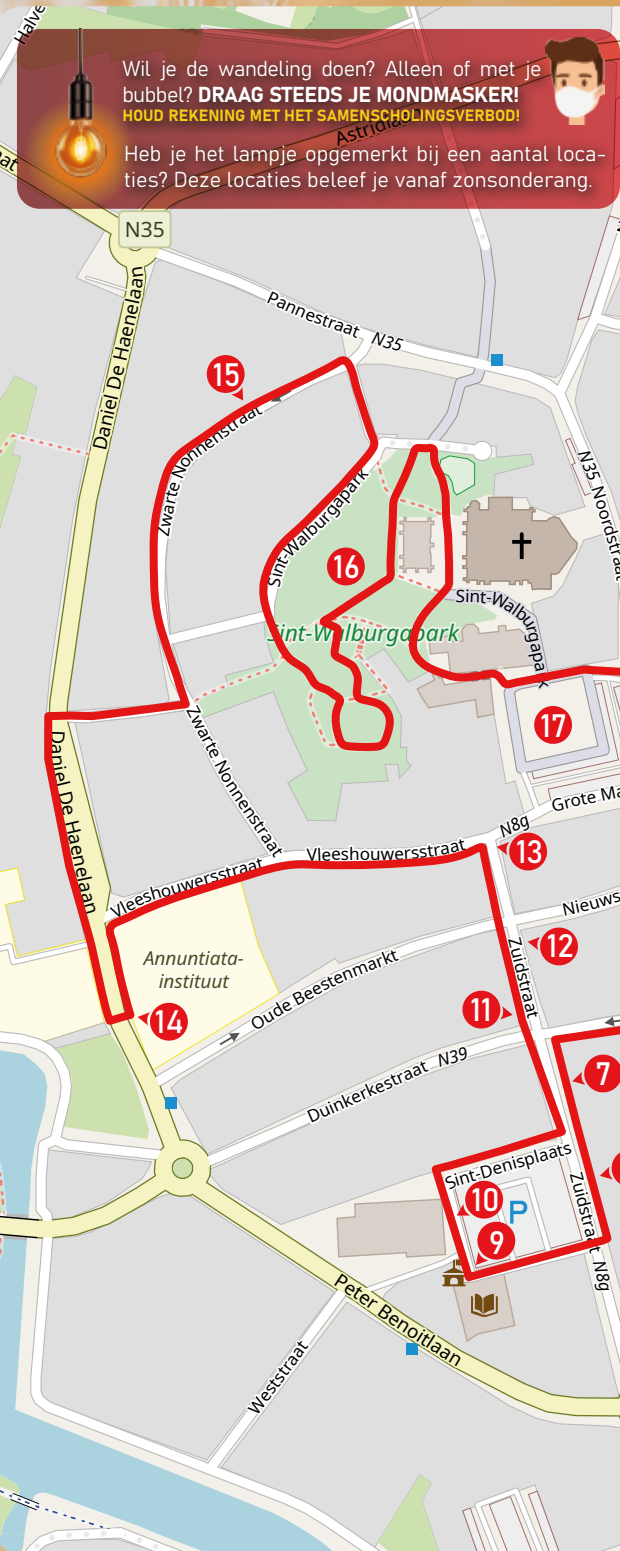 Halve
Wil je de wandeling doen? Alleen of met je
bubbel? DRAAG STEEDS JE MONDMASKER!
HOUD REKENING MET HET SAMENSCHOLINGSVERBOD!
Astridlaan
Heb je het lampje opgemerkt bij een aantal loca-
ties? Deze locaties beleef je vanaf zonsonderang.
N35
Daniel De Haenelaan
Pannestraat N35
15
Zwarte Nonnenstraat
N35 Noordstraat
Sint-Walburgapark
16
Sint-Walburgapark
Sint-Walburgapark
17
Zwarte Nonnenstraat
Daniel De Haenelaan
Grote Ma
N8g
Vleeshouwersstraat
13
Vleeshouwersstraat
Nieuws
12
Annuntiata-
instituut
Oude Beestenmarkt
Zuidstraat
11
14
7
Duinkerkestraat N39
Sint-Denisplaats
10
P
9
Zuidstraat N8g
Peter Benoitlaan
Weststraat